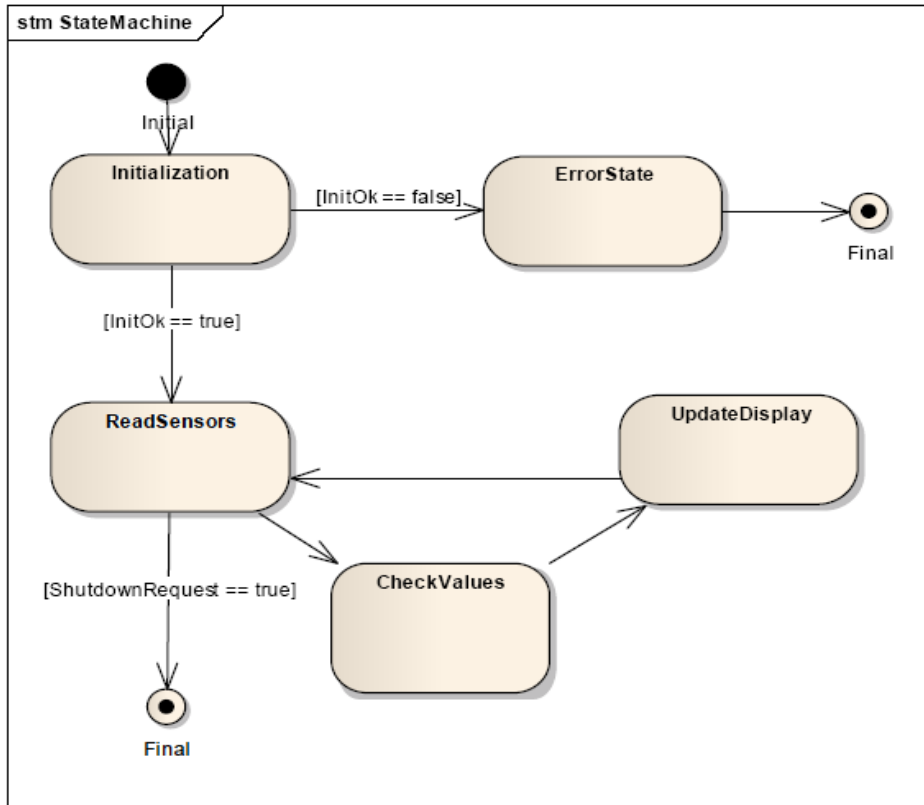 stm StateMachine
Initial
Initialization
[InitOk == false]
ErrorState
Final
[InitOk == true]
ReadSensors
UpdateDisplay
[ShutdownRequest == true]
CheckValues
Final